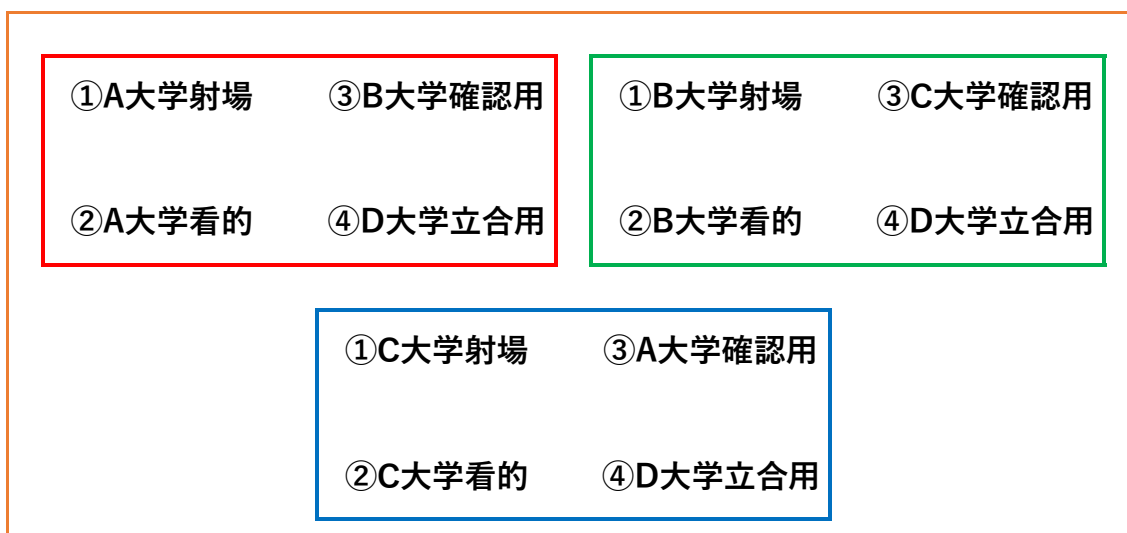 ①A大学射場 ③B大学確認用
②A大学看的 ④D大学立合用
①B大学射場 ③C大学確認用
②B大学看的 ④D大学立合用
①C大学射場 ③A大学確認用
②C大学看的 ④D大学立合用